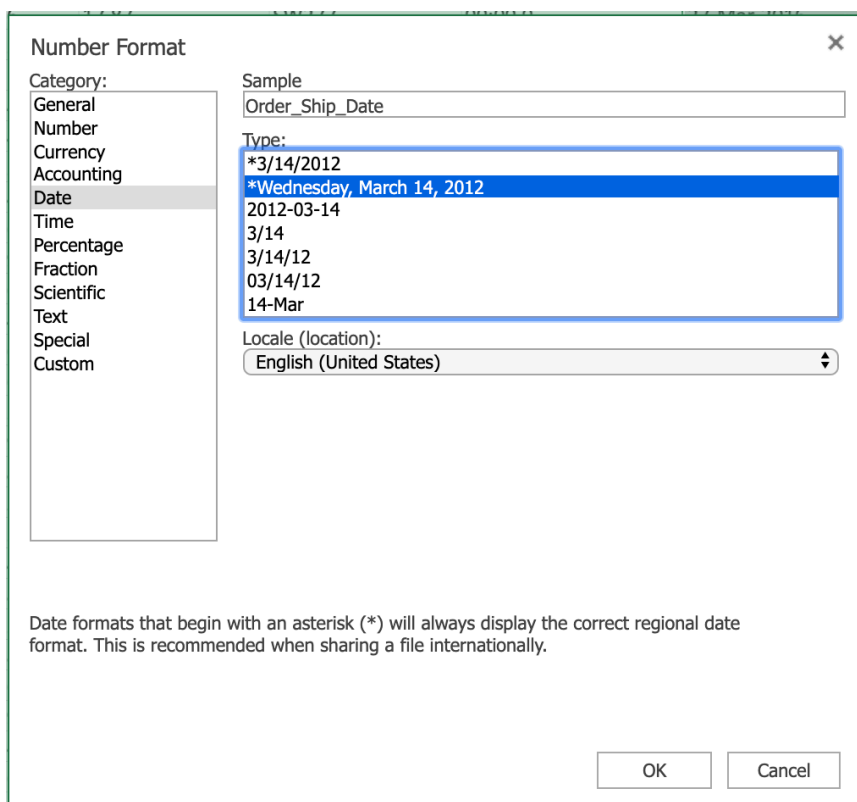 Number Format
Category:
General
Number
Currency
Accounting
Date
Time
Percentage
Fraction
Scientific
Text
Special
Custom
Sample
Order_Ship_Date
Type:
*3/14/2012
*Wednesday, March 14, 2012
2012-03-14
3/14
3/14/12
03/14/12
14-Mar
Locale (location):
English (United States)
Date formats that begin with an asterisk (*) will always display the correct regional date
format. This is recommended when sharing a file internationally.
OK
Cancel